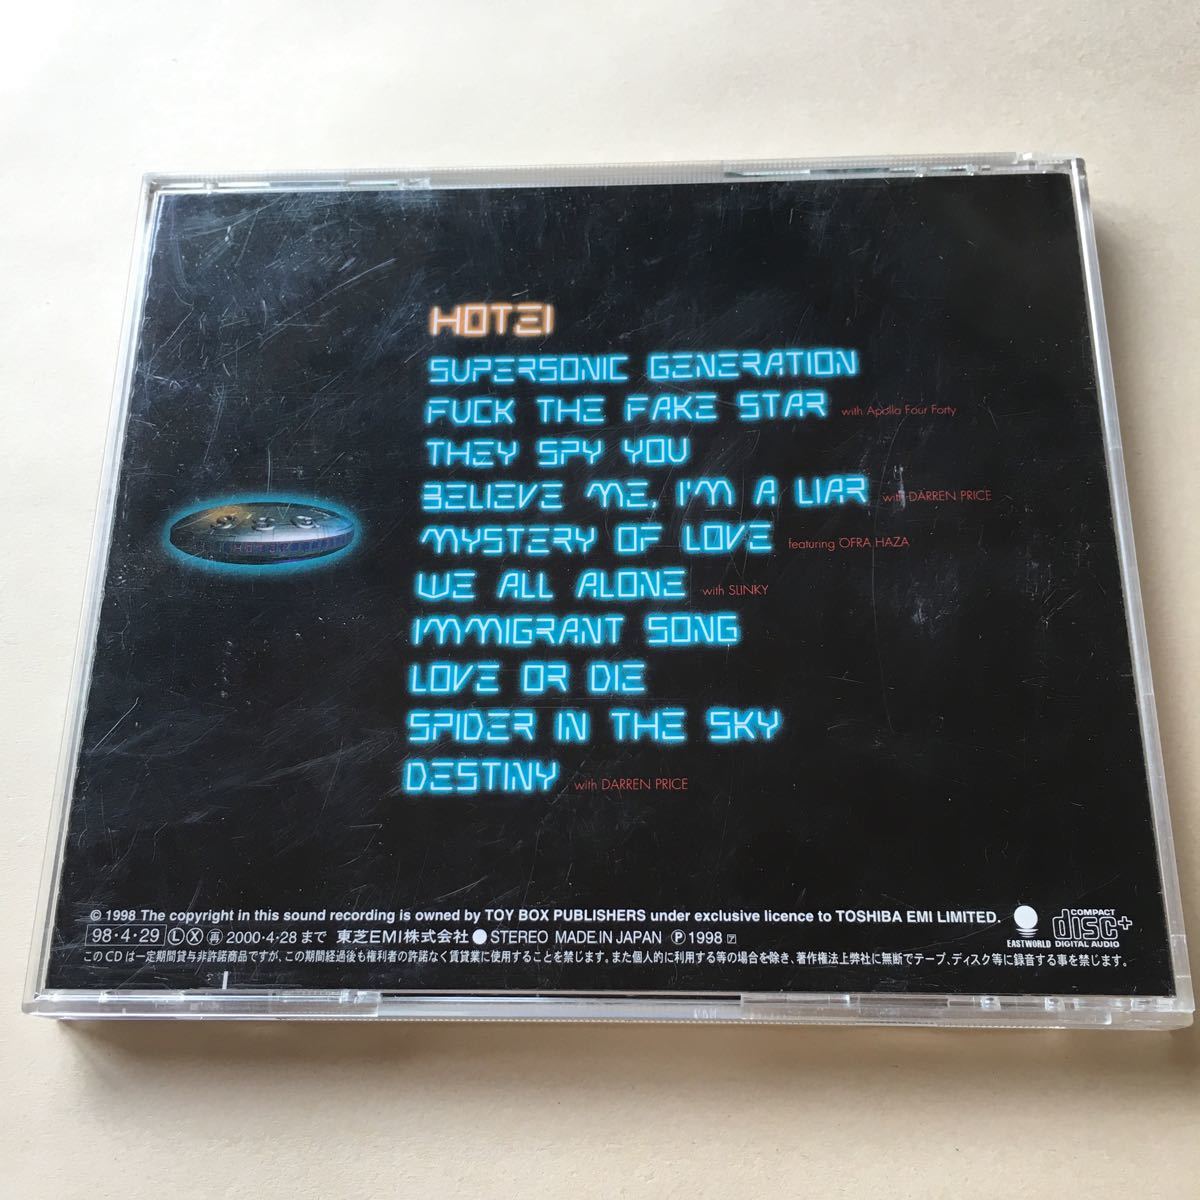 HOTEI
SUPERSONIC GENERATION
FUCK THE FAKE STAR with Apollo Four Forty
THEY SPY YOU
BELIEVE ME, I'M A LIAR with DARREN PRICE
MYSTERY OF LOVE featuring OFRA HAZA
WE ALL ALONE with SLINKY
IMMIGRANT SONG
LOVE OR DIE
SPIDER IN THE SKY
DESTINY with DARREN PRICE
© 1998 The copyright in this sound recording is owned by TOY BOX PUBLISHERS under exclusive licence to TOSHIBA EMI LIMITED.
98・4・29 Ⓛ Ⓧ � 2000・4・28 まで 東芝EMI株式会社 ● STEREO MADE IN JAPAN Ⓟ 1998 ア
EASTWORLD
COMPACT disc+ DIGITAL AUDIO
このCDは一定期間貸与非許諾商品ですが、この期間経過後も権利者の許諾なく賃貸業に使用することを禁じます。また個人的に利用する等の場合を除き、著作権法上弊社に無断でテープ、ディスク等に録音する事を禁じます。